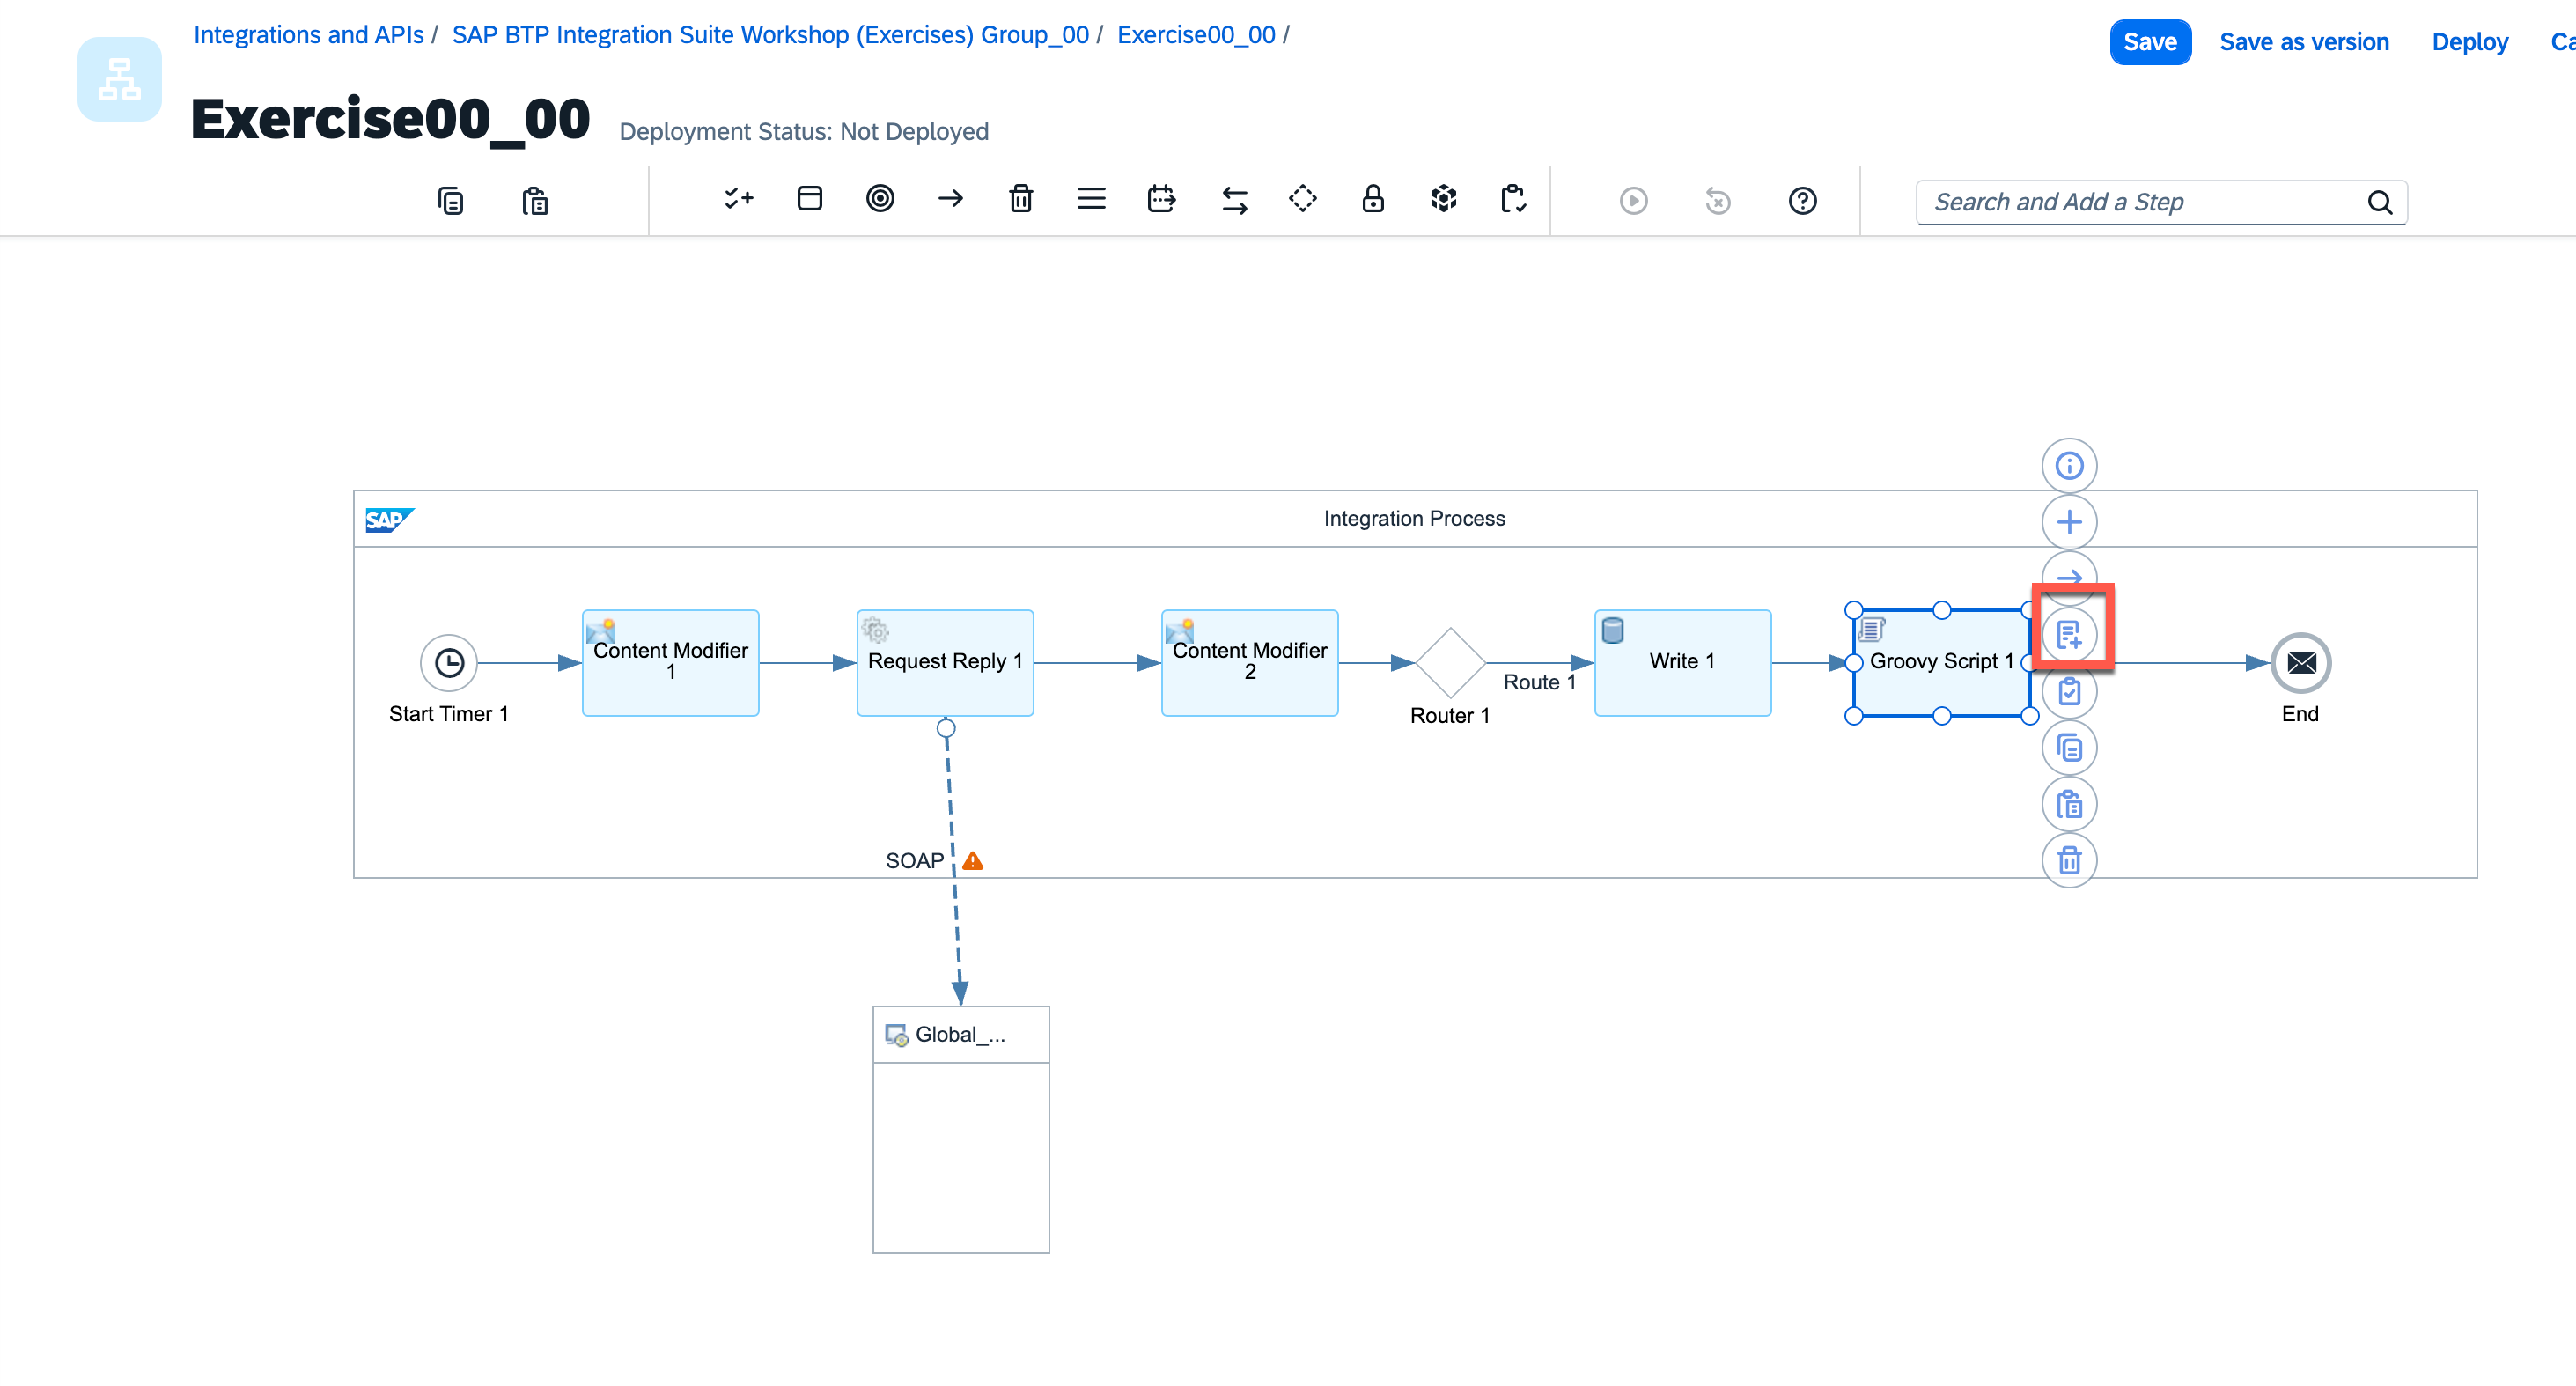 Integrations and APIs / SAP BTP Integration Suite Workshop (Exercises) Group_00 / Exercise00_00 /
Save Save as version Deploy
Exercise00_00 Deployment Status: Not Deployed
Search and Add a Step
SAP Integration Process
Start Timer 1
Content Modifier
1
Request Reply 1
Content Modifier
2
Router 1
Route 1
Write 1
Groovy Script 1
End
SOAP
Global_...